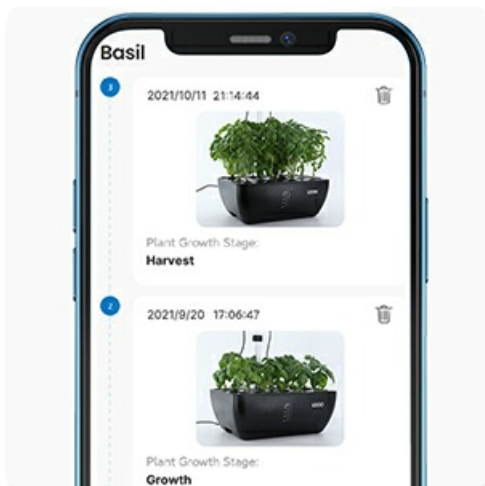 Basil
3
2021/10/11 21:14:44
Plant Growth Stage:
Harvest
2
2021/9/20 17:06:47
Plant Growth Stage:
Growth